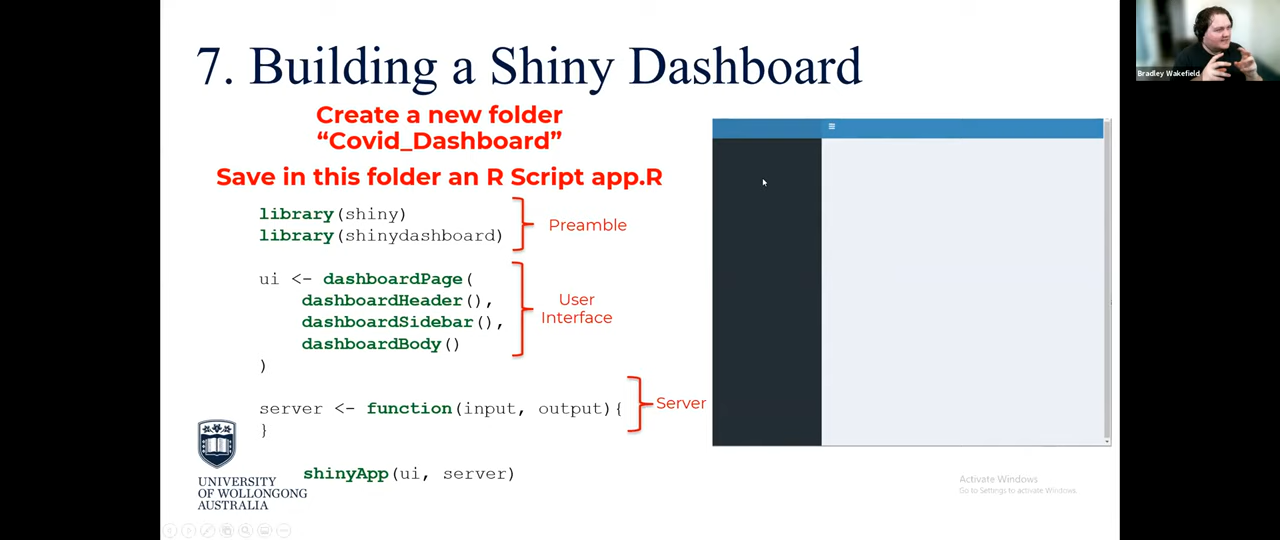 7. Building a Shiny Dashboard
Create a new folder
“Covid_Dashboard”
Save in this folder an R Script app.R
library(shiny)
library(shinydashboard)
Preamble
ui <- dashboardPage(
dashboardHeader(),
dashboardSidebar(),
dashboardBody()
)
User
Interface
server <- function(input, output){
}
Server
shinyApp(ui, server)
UNIVERSITY
OF WOLLONGONG
AUSTRALIA
Activate Windows
Go to Settings to activate Windows.
Bradley Wakefield